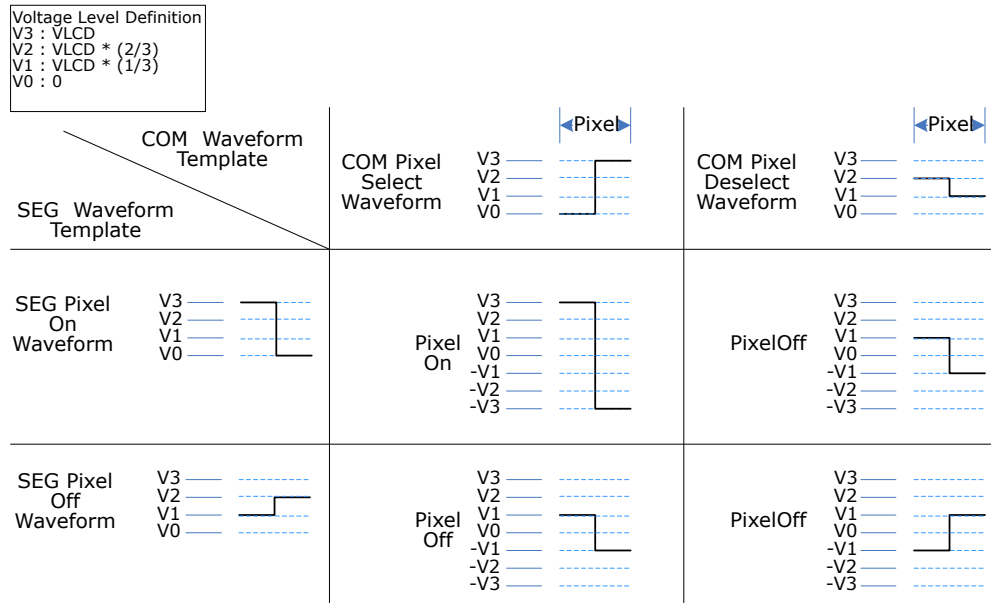 Voltage Level Definition
V3 : VLCD
V2 : VLCD * (2/3)
V1 : VLCD * (1/3)
V0 : 0
COM Waveform
Template
SEG Waveform
Template
COM Pixel
Select
Waveform
Pixel
V3
V2
V1
V0
COM Pixel
Deselect
Waveform
Pixel
V3
V2
V1
V0
SEG Pixel
On
Waveform
V3
V2
V1
V0
Pixel
On
V3
V2
V1
V0
-V1
-V2
-V3
PixelOff
V3
V2
V1
V0
-V1
-V2
-V3
SEG Pixel
Off
Waveform
V3
V2
V1
V0
Pixel
Off
V3
V2
V1
V0
-V1
-V2
-V3
PixelOff
V3
V2
V1
V0
-V1
-V2
-V3